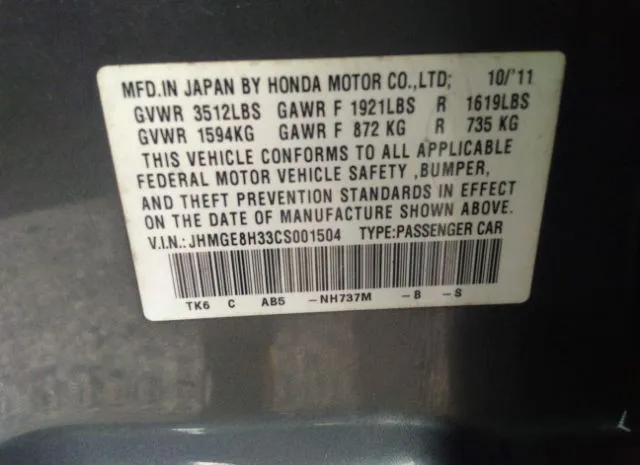 MFD.IN JAPAN BY HONDA MOTOR CO.,LTD; 10/'11
GVWR 3512LBS GAWR F 1921LBS R 1619LBS
GVWR 1594KG GAWR F 872 KG R 735 KG
THIS VEHICLE CONFORMS TO ALL APPLICABLE
FEDERAL MOTOR VEHICLE SAFETY ,BUMPER,
AND THEFT PREVENTION STANDARDS IN EFFECT
ON THE DATE OF MANUFACTURE SHOWN ABOVE.
V.I.N.: JHMGE8H33CS001504 TYPE:PASSENGER CAR
TK6 C AB5 -NH737M -B -S